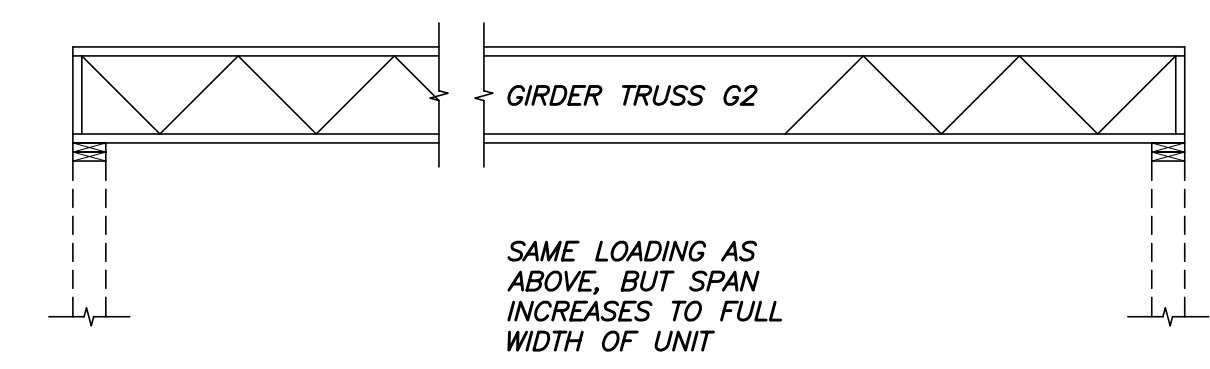 GIRDER TRUSS G2
SAME LOADING AS
ABOVE, BUT SPAN
INCREASES TO FULL
WIDTH OF UNIT